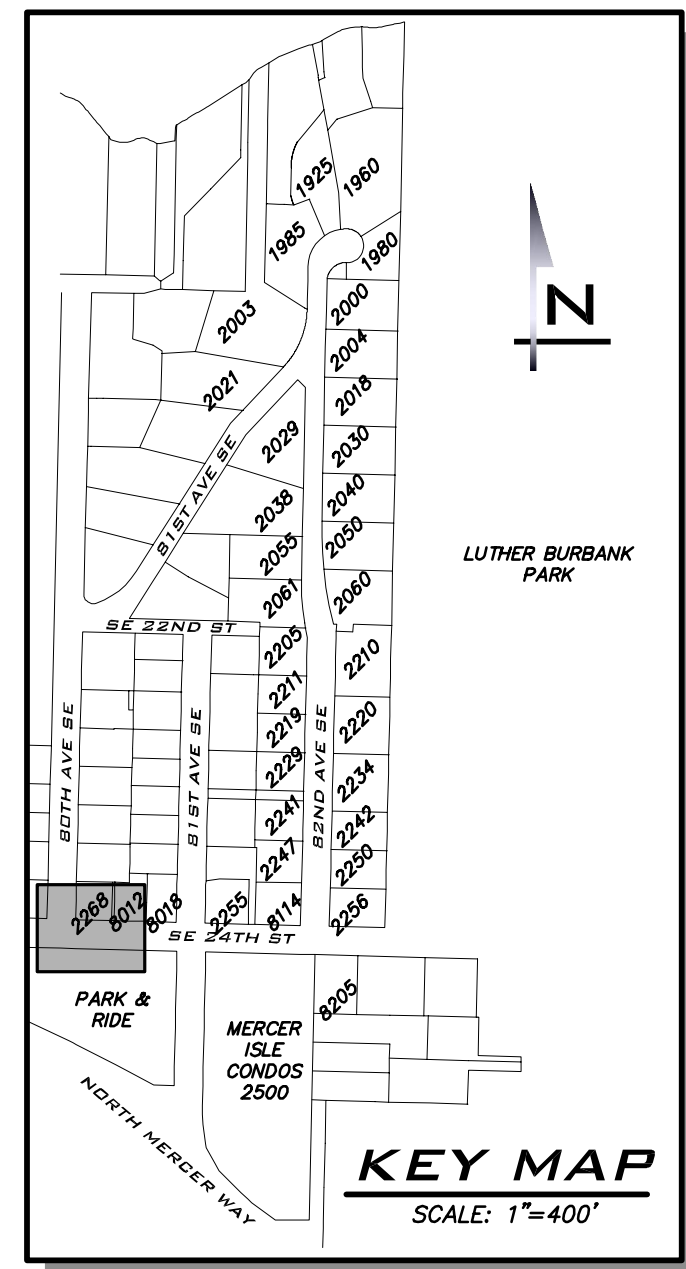 1925
1960
1985
1980
2000
2003
2004
2021
2018
2029
2030
81ST AVE SE
2038
2040
2055
2050
LUTHER BURBANK
PARK
2061
2060
SE 22ND ST
2205
2210
2211
2219
2220
80TH AVE SE
81ST AVE SE
82ND AVE SE
2229
2234
2241
2242
2247
2250
2268
8012
8018
2255
8114
2256
SE 24TH ST
8205
PARK &
RIDE
MERCER
ISLE
CONDOS
2500
NORTH MERCER WAY
N
KEY MAP
SCALE: 1"=400'